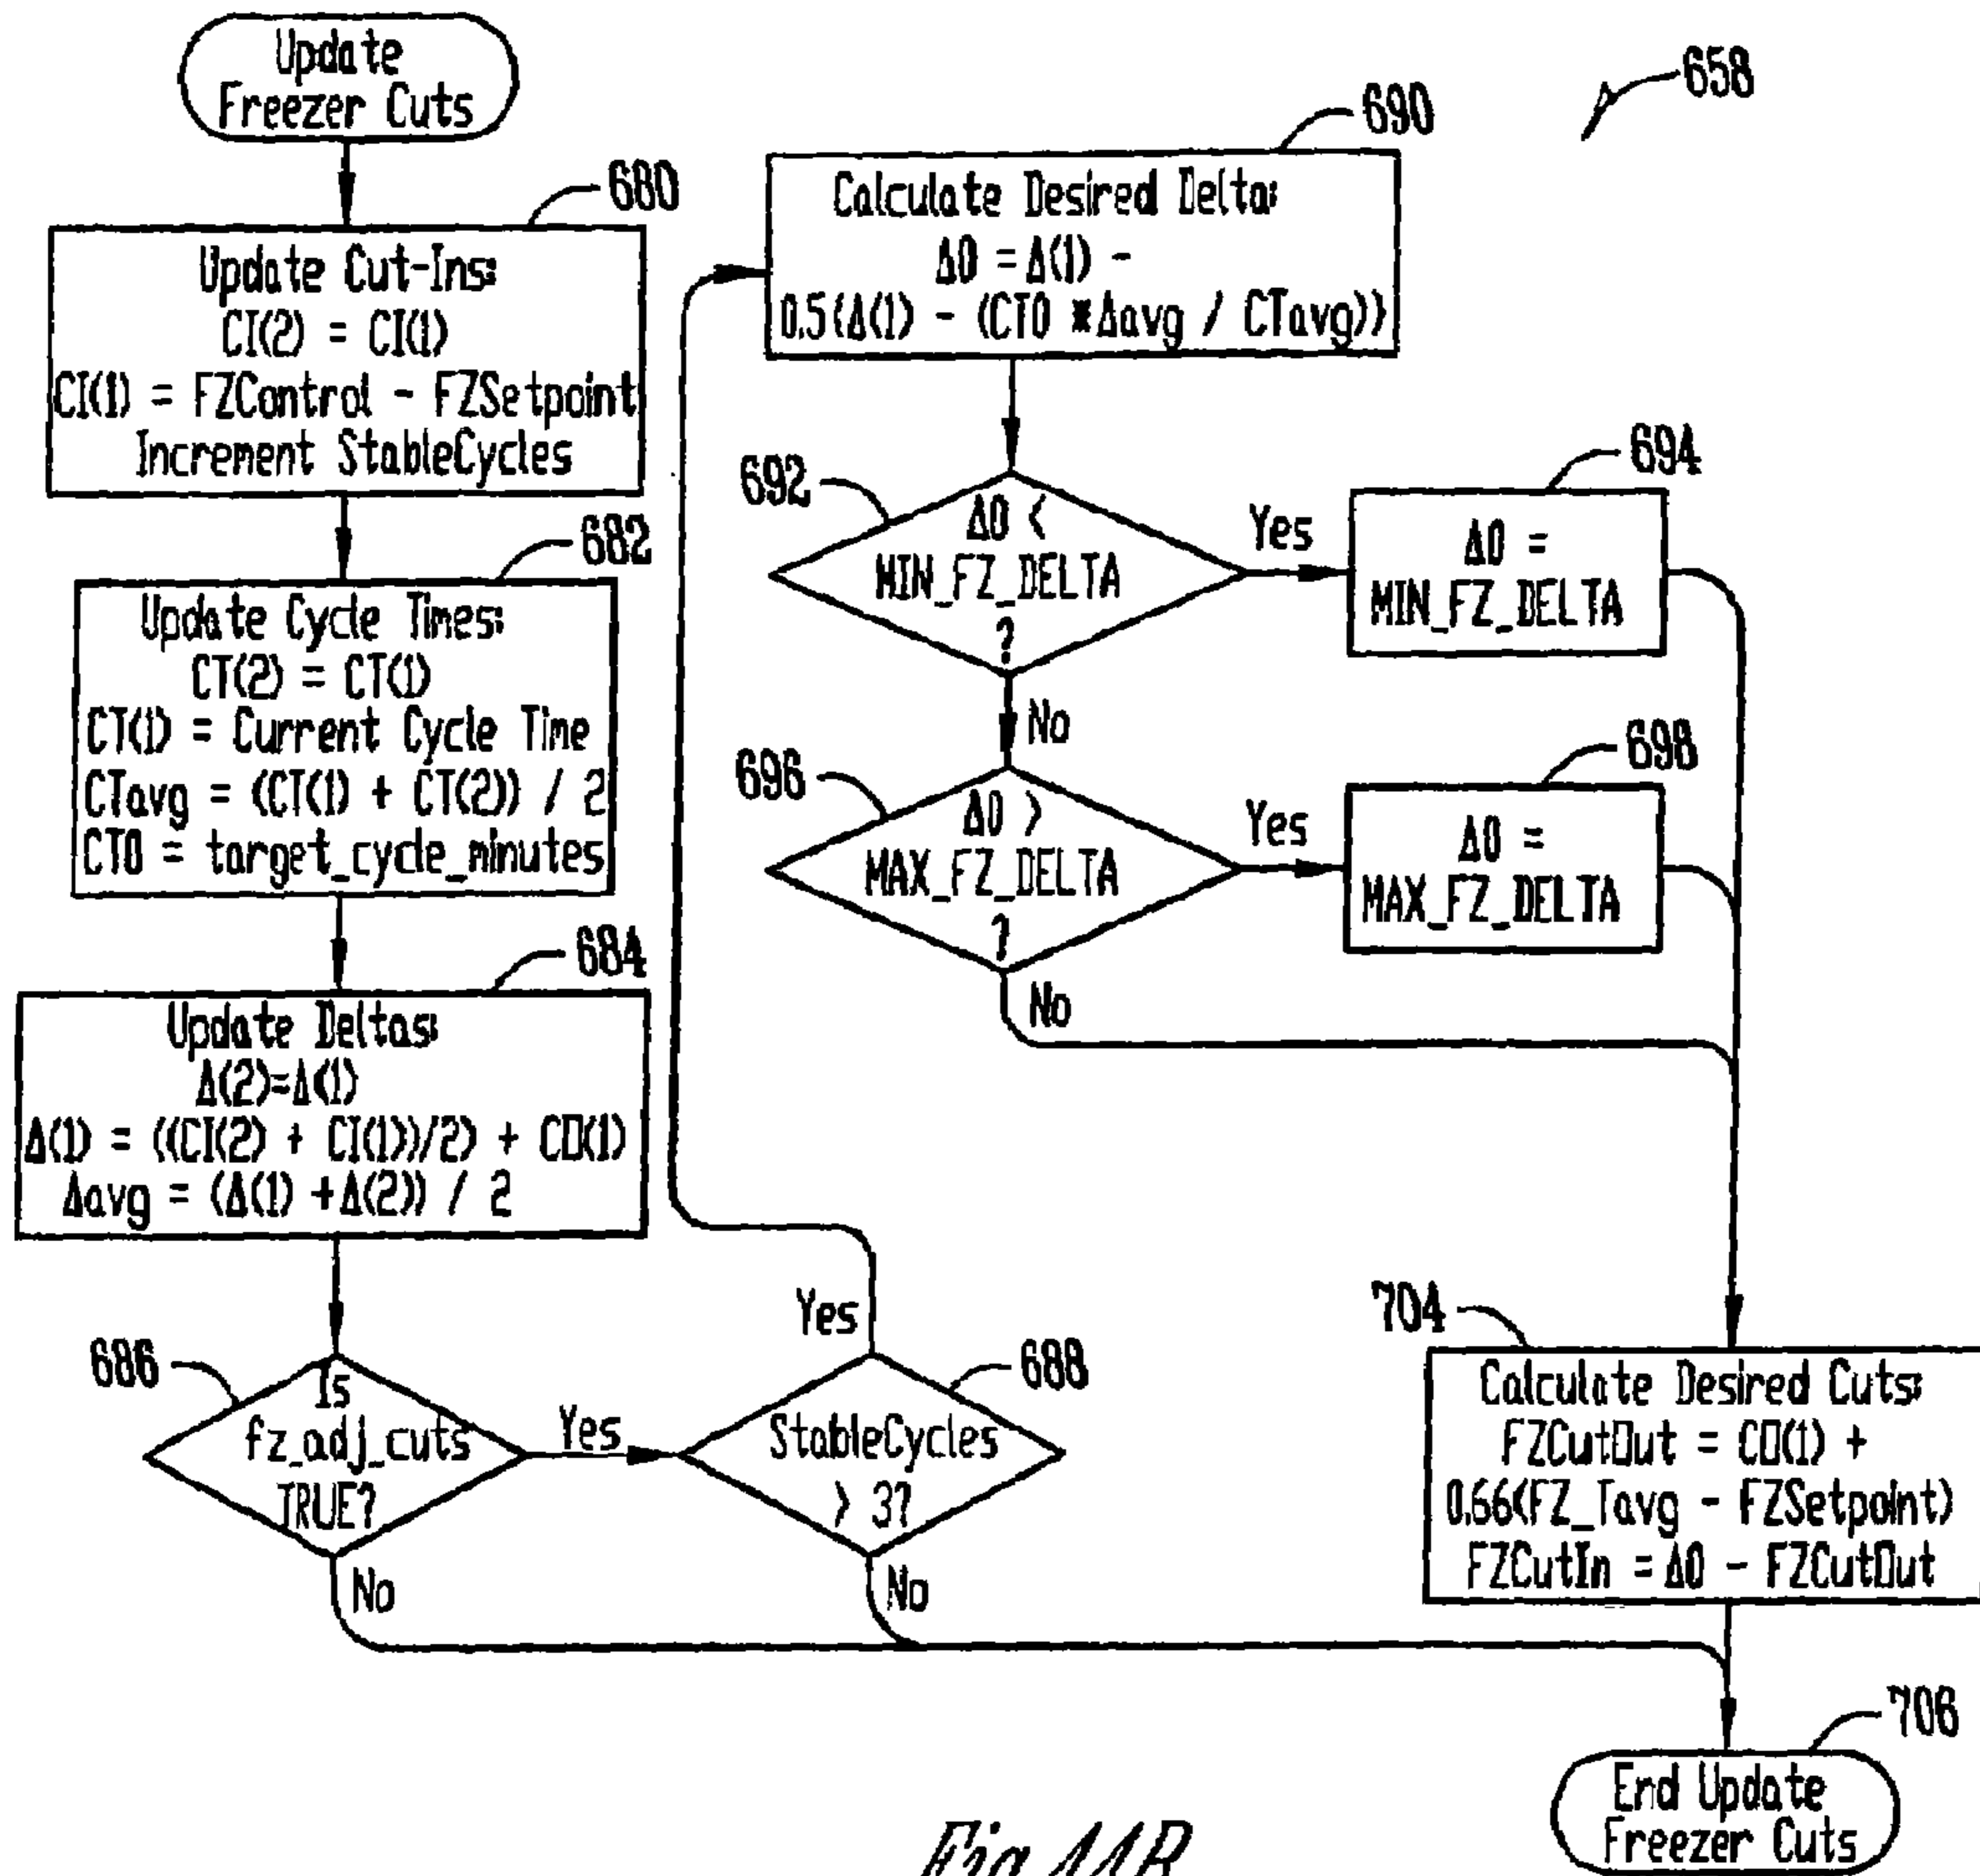 Update
Freezer Cuts
680
Update Cut-Ins:
CI(2) = CI(1)
CI(1) = FZControl - FZSetpoint
Increment StableCycles
682
Update Cycle Times:
CT(2) = CT(1)
CT(1) = Current Cycle Time
CTavg = (CT(1) + CT(2)) / 2
CT0 = target_cycle_minutes
684
Update Deltas:
Δ(2)=Δ(1)
Δ(1) = ((CI(2) + CI(1))/2) + CO(1)
Δavg = (Δ(1) +Δ(2)) / 2
686
Is
fz_adj_cuts
TRUE?
Yes
No
688
StableCycles
> 3?
Yes
No
658
690
Calculate Desired Delta:
Δ0 = Δ(1) -
0.5(Δ(1) - (CT0 *Δavg / CTavg))
692
Δ0 <
MIN_FZ_DELTA
?
Yes
No
694
Δ0 =
MIN_FZ_DELTA
696
Δ0 >
MAX_FZ_DELTA
?
Yes
No
698
Δ0 =
MAX_FZ_DELTA
704
Calculate Desired Cuts:
FZCutOut = CO(1) +
0.66(FZ_Tavg - FZSetpoint)
FZCutIn = Δ0 - FZCutOut
706
End Update
Freezer Cuts